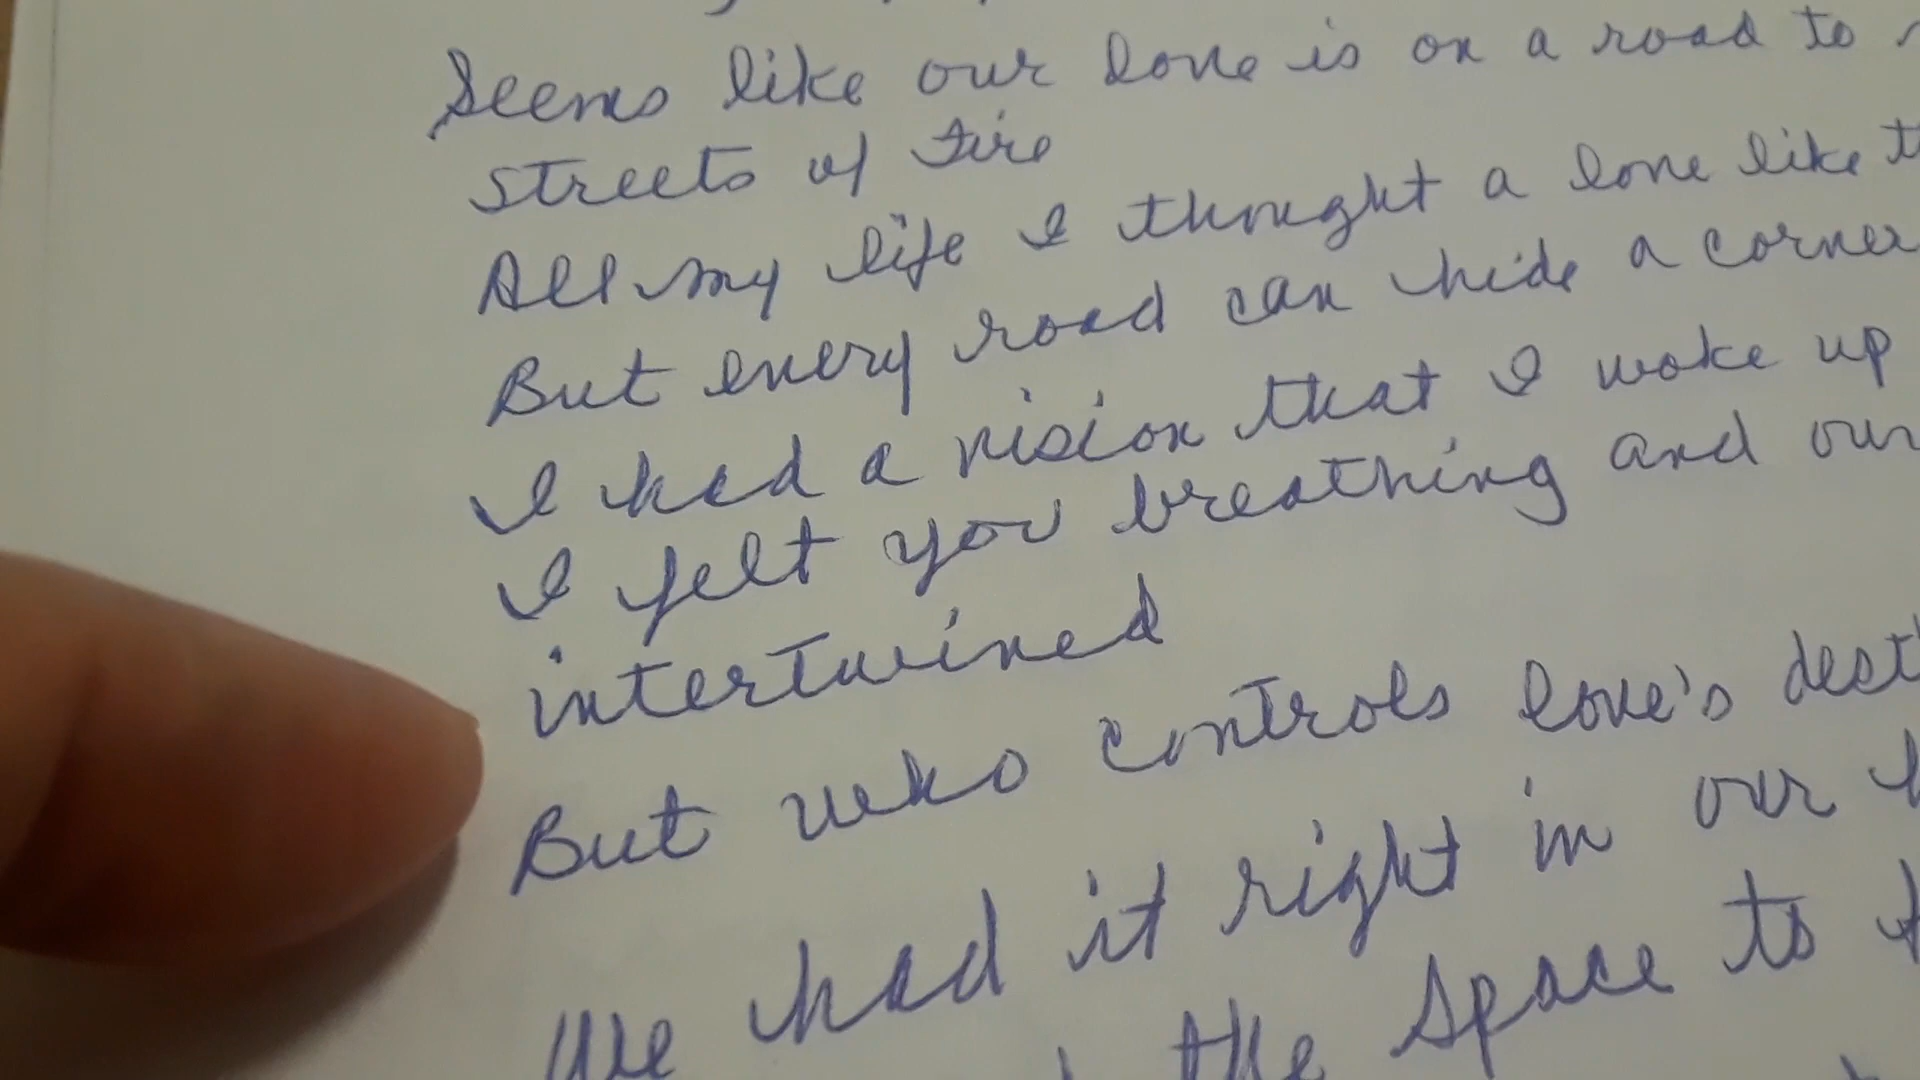 Seems like our love is on a road to
Streets of Fire
All my life I thought a love like
But every road can hide a corner
I had a vision that I woke up
I felt you breathing and our
intertwined
But who controls love's
We had it right in our
the space to